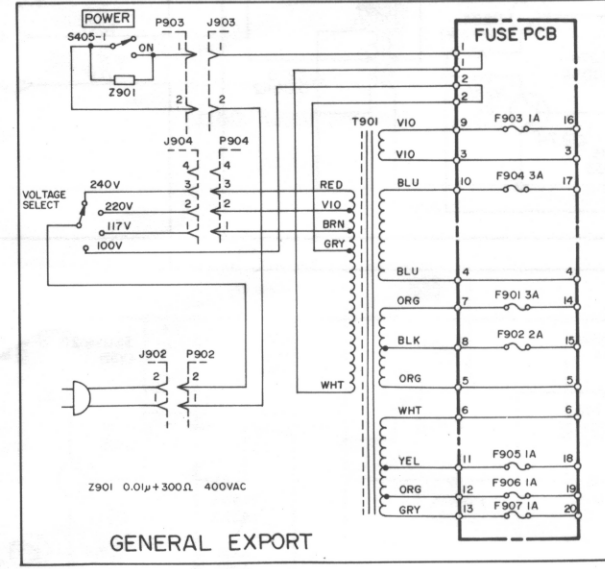 POWER
P903 J903
FUSE PCB
S405-1
1 1
ON
1
1
Z901
2
2
2 2
T901
VIO 9 F903 1A 16
J904 P904
VIO 3 3
4 4
240V 3 3 RED
BLU 10 F904 3A 17
VOLTAGE
SELECT
220V 2 2 VIO
117V 1 1 BRN
100V GRY
BLU 4 4
ORG 7 F901 3A 14
BLK 8 F902 2A 15
J902 P902
2 2
1 1
WHT
ORG 5 5
WHT 6 6
YEL 11 F905 1A 18
Z901 0.01μ+300Ω 400VAC
ORG 12 F906 1A 19
GRY 13 F907 1A 20
GENERAL EXPORT